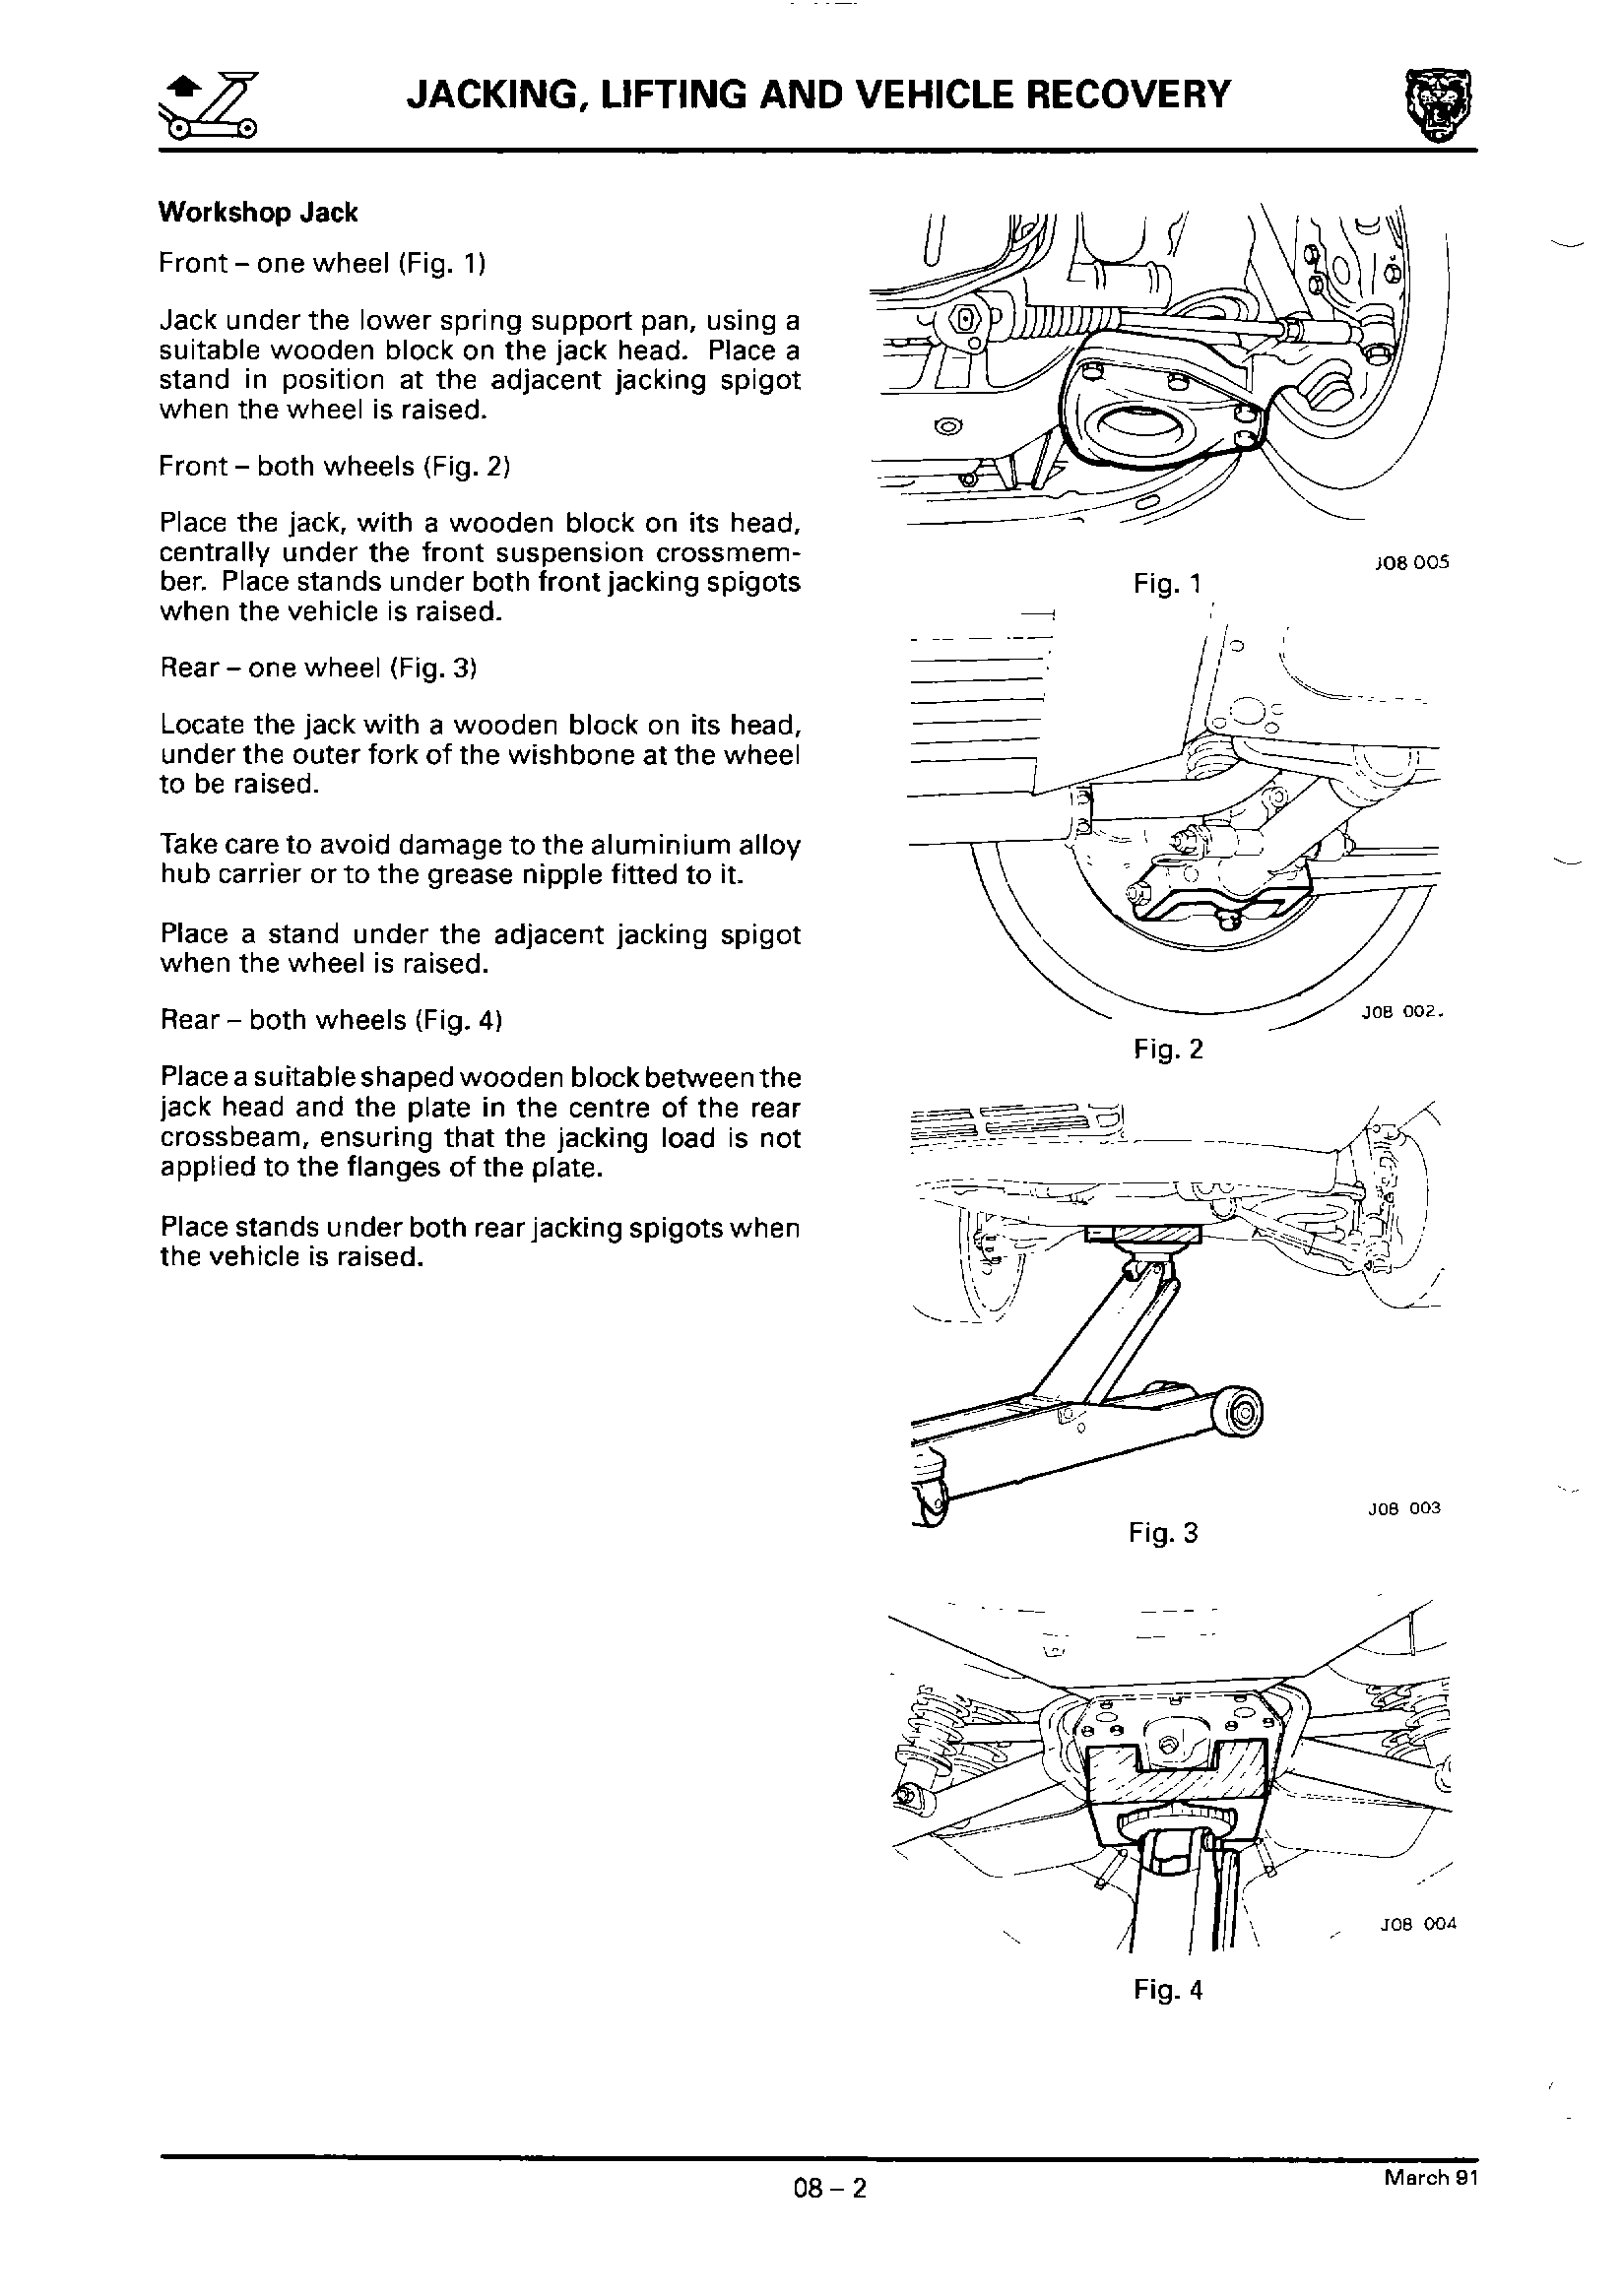 JACKING, LIFTING AND VEHICLE RECOVERY
Workshop Jack
Front – one wheel (Fig. 1)
Jack under the lower spring support pan, using a
suitable wooden block on the jack head. Place a
stand in position at the adjacent jacking spigot
when the wheel is raised.
Front – both wheels (Fig. 2)
Place the jack, with a wooden block on its head,
centrally under the front suspension crossmem-
ber. Place stands under both front jacking spigots
when the vehicle is raised.
Rear – one wheel (Fig. 3)
Locate the jack with a wooden block on its head,
under the outer fork of the wishbone at the wheel
to be raised.
Take care to avoid damage to the aluminium alloy
hub carrier or to the grease nipple fitted to it.
Place a stand under the adjacent jacking spigot
when the wheel is raised.
Rear – both wheels (Fig. 4)
Place a suitable shaped wooden block between the
jack head and the plate in the centre of the rear
crossbeam, ensuring that the jacking load is not
applied to the flanges of the plate.
Place stands under both rear jacking spigots when
the vehicle is raised.
J08 005
Fig. 1
J08 002.
Fig. 2
J08 003
Fig. 3
J08 004
Fig. 4
08 – 2
March 91